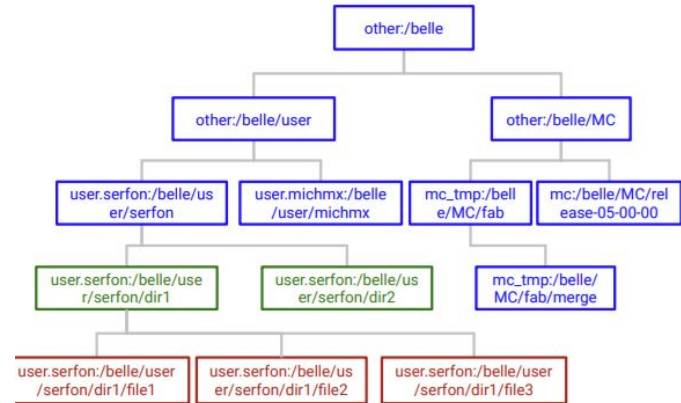 other:/belle
other:/belle/user
other:/belle/MC
user.serfon:/belle/us
er/serfon
user.michmx:/belle
/user/michmx
mc_tmp:/bell
e/MC/fab
mc:/belle/MC/rel
ease-05-00-00
user.serfon:/belle/use
r/serfon/dir1
user.serfon:/belle/us
er/serfon/dir2
mc_tmp:/belle/
MC/fab/merge
user.serfon:/belle/user
/serfon/dir1/file1
user.serfon:/belle/us
er/serfon/dir1/file2
user.serfon:/belle/user
/serfon/dir1/file3